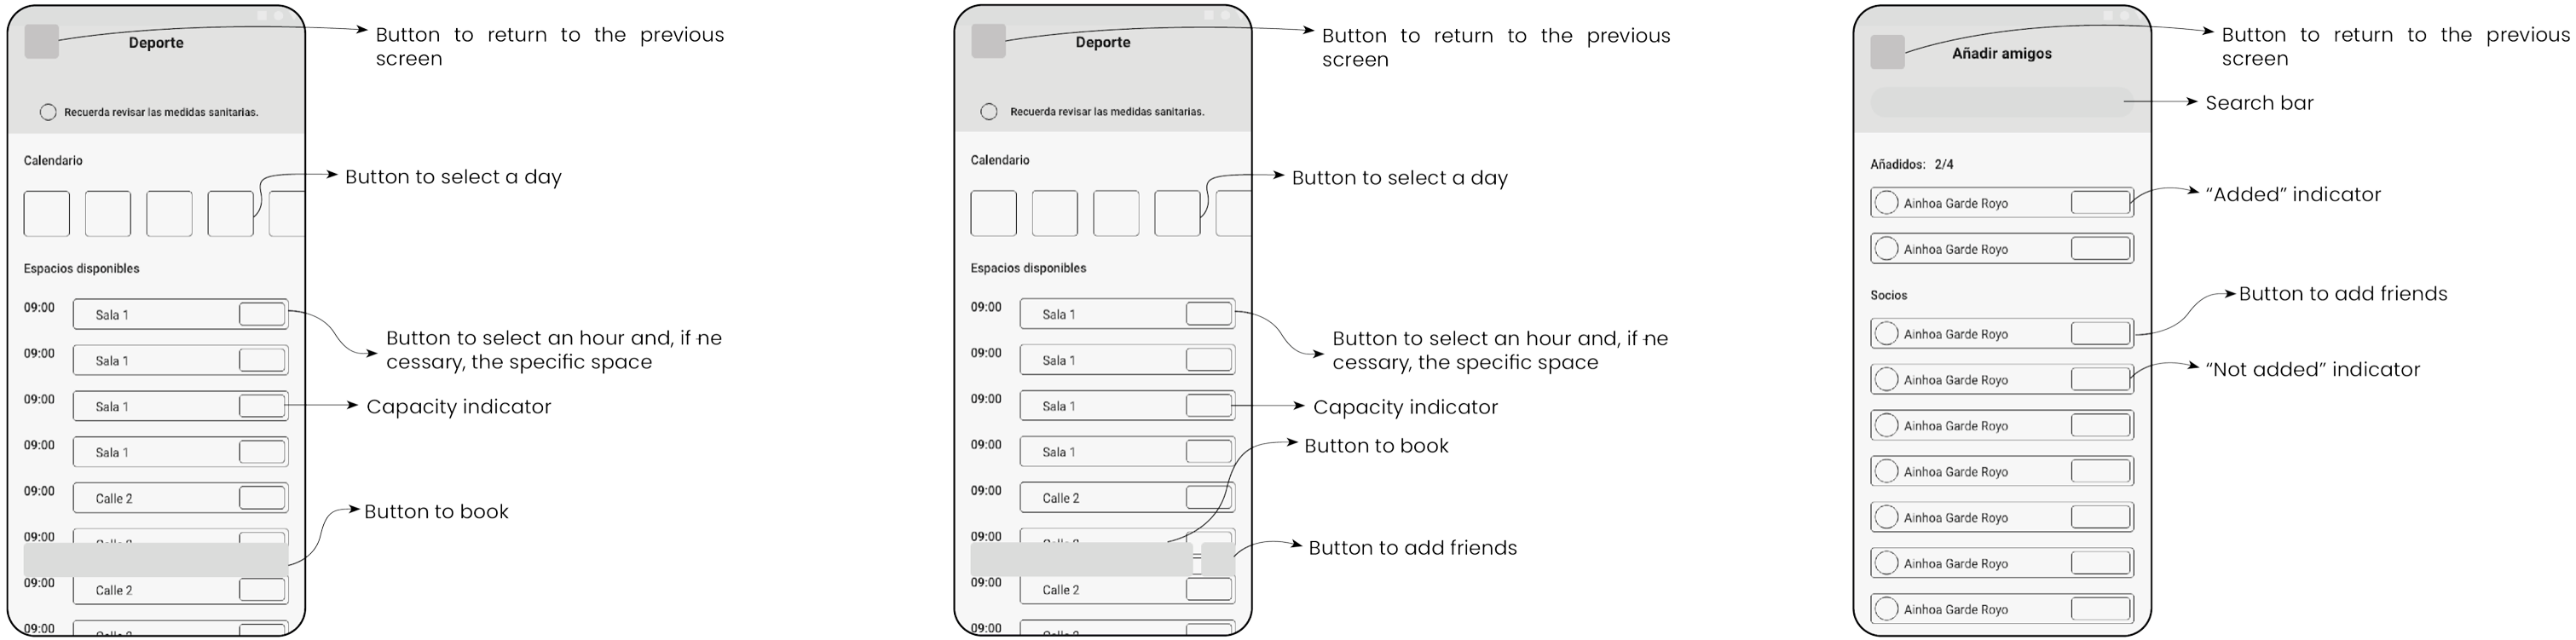 Deporte
Button to return to the previous
screen
Recuerda revisar las medidas sanitarias.
Calendario
Button to select a day
Espacios disponibles
09:00 Sala 1
Button to select an hour and, if ne
cessary, the specific space
09:00 Sala 1
09:00 Sala 1
Capacity indicator
09:00 Sala 1
09:00 Calle 2
Button to book
09:00
09:00 Calle 2
09:00
Deporte
Button to return to the previous
screen
Recuerda revisar las medidas sanitarias.
Calendario
Button to select a day
Espacios disponibles
09:00 Sala 1
Button to select an hour and, if ne
cessary, the specific space
09:00 Sala 1
09:00 Sala 1
Capacity indicator
Button to book
09:00 Sala 1
09:00 Calle 2
09:00
Button to add friends
09:00 Calle 2
09:00
Añadir amigos
Button to return to the previous
screen
Search bar
Añadidos: 2/4
Ainhoa Garde Royo
“Added” indicator
Ainhoa Garde Royo
Socios
Button to add friends
Ainhoa Garde Royo
Ainhoa Garde Royo
“Not added” indicator
Ainhoa Garde Royo
Ainhoa Garde Royo
Ainhoa Garde Royo
Ainhoa Garde Royo
Ainhoa Garde Royo